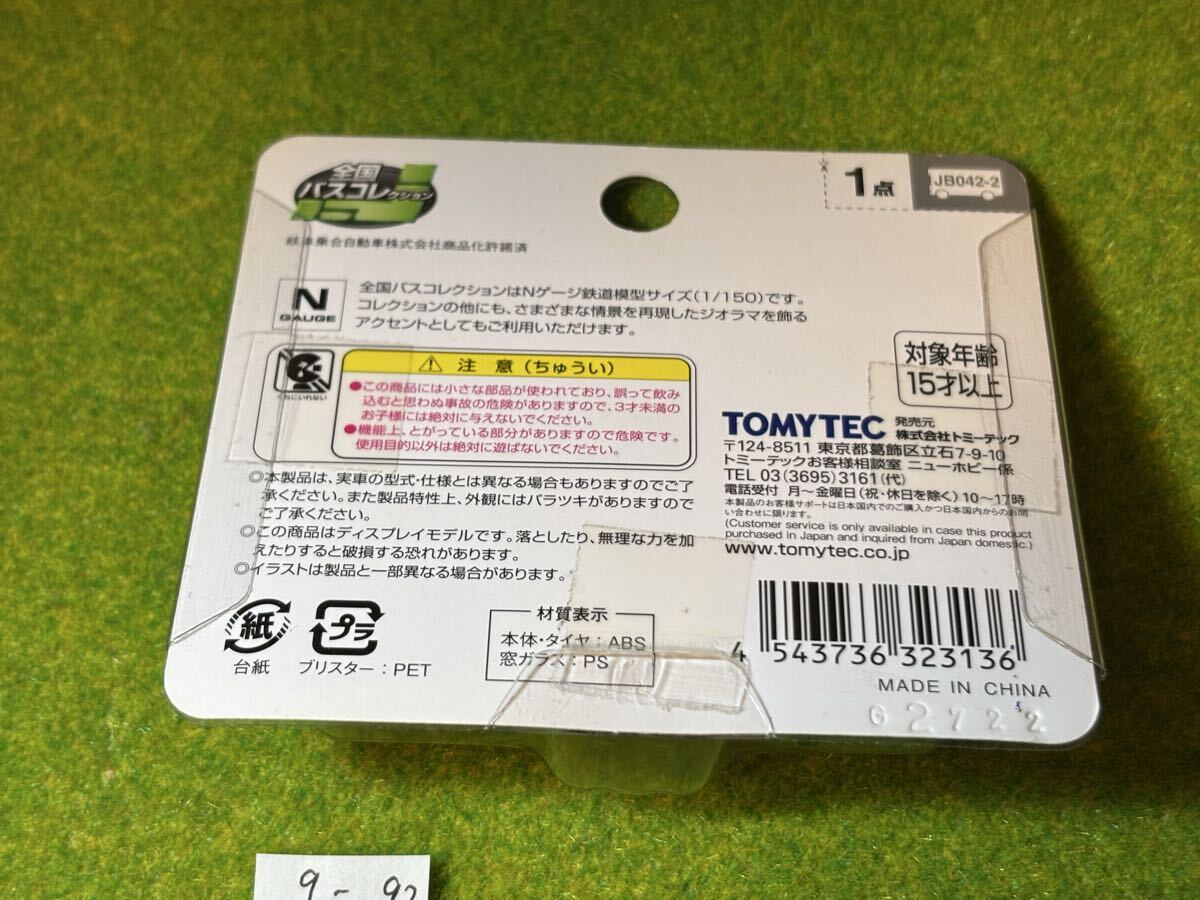 全国
バスコレクション
1点
JB042-2
岐阜乗合自動車株式会社商品化許諾済
N
GAUGE
全国バスコレクションはNゲージ鉄道模型サイズ(1/150)です。
コレクションの他にも、さまざまな情景を再現したジオラマを飾る
アクセントとしてもご利用いただけます。
くちにいれない
⚠ 注意(ちゅうい)
●この商品には小さな部品が使われており、誤って飲み
込むと思わぬ事故の危険がありますので、3才未満の
お子様には絶対に与えないでください。
●機能上、とがっている部分がありますので危険です。
使用目的以外は絶対に遊ばないでください。
◎本製品は、実車の型式・仕様とは異なる場合もありますのでご了
承ください。また製品特性上、外観にはバラツキがありますので
ご了承ください。
◎この商品はディスプレイモデルです。落としたり、無理な力を加
えたりすると破損する恐れがあります。
◎イラストは製品と一部異なる場合があります。
紙
台紙
プラ
ブリスター:PET
材質表示
本体・タイヤ:ABS
窓ガラス:PS
対象年齢
15才以上
TOMYTEC 発売元
株式会社トミーテック
〒124-8511 東京都葛飾区立石7-9-10
トミーテックお客様相談室 ニューホビー係
TEL 03(3695)3161(代)
電話受付 月~金曜日(祝・休日を除く)10~17時
本製品のお客様サポートは日本国内でのご購入かつ日本国内からのお問
い合わせに限ります。
(Customer service is only available in case this product
purchased in Japan and inquired from Japan domestic.)
www.tomytec.co.jp
4 543736 323136
MADE IN CHINA
9-92